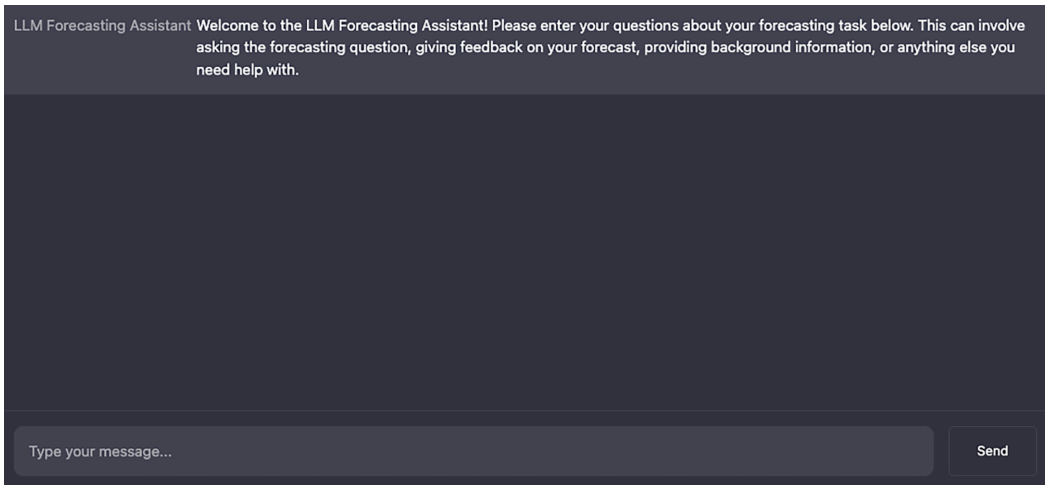 LLM Forecasting Assistant Welcome to the LLM Forecasting Assistant! Please enter your questions about your forecasting task below. This can involve
asking the forecasting question, giving feedback on your forecast, providing background information, or anything else you
need help with.
Type your message...
Send